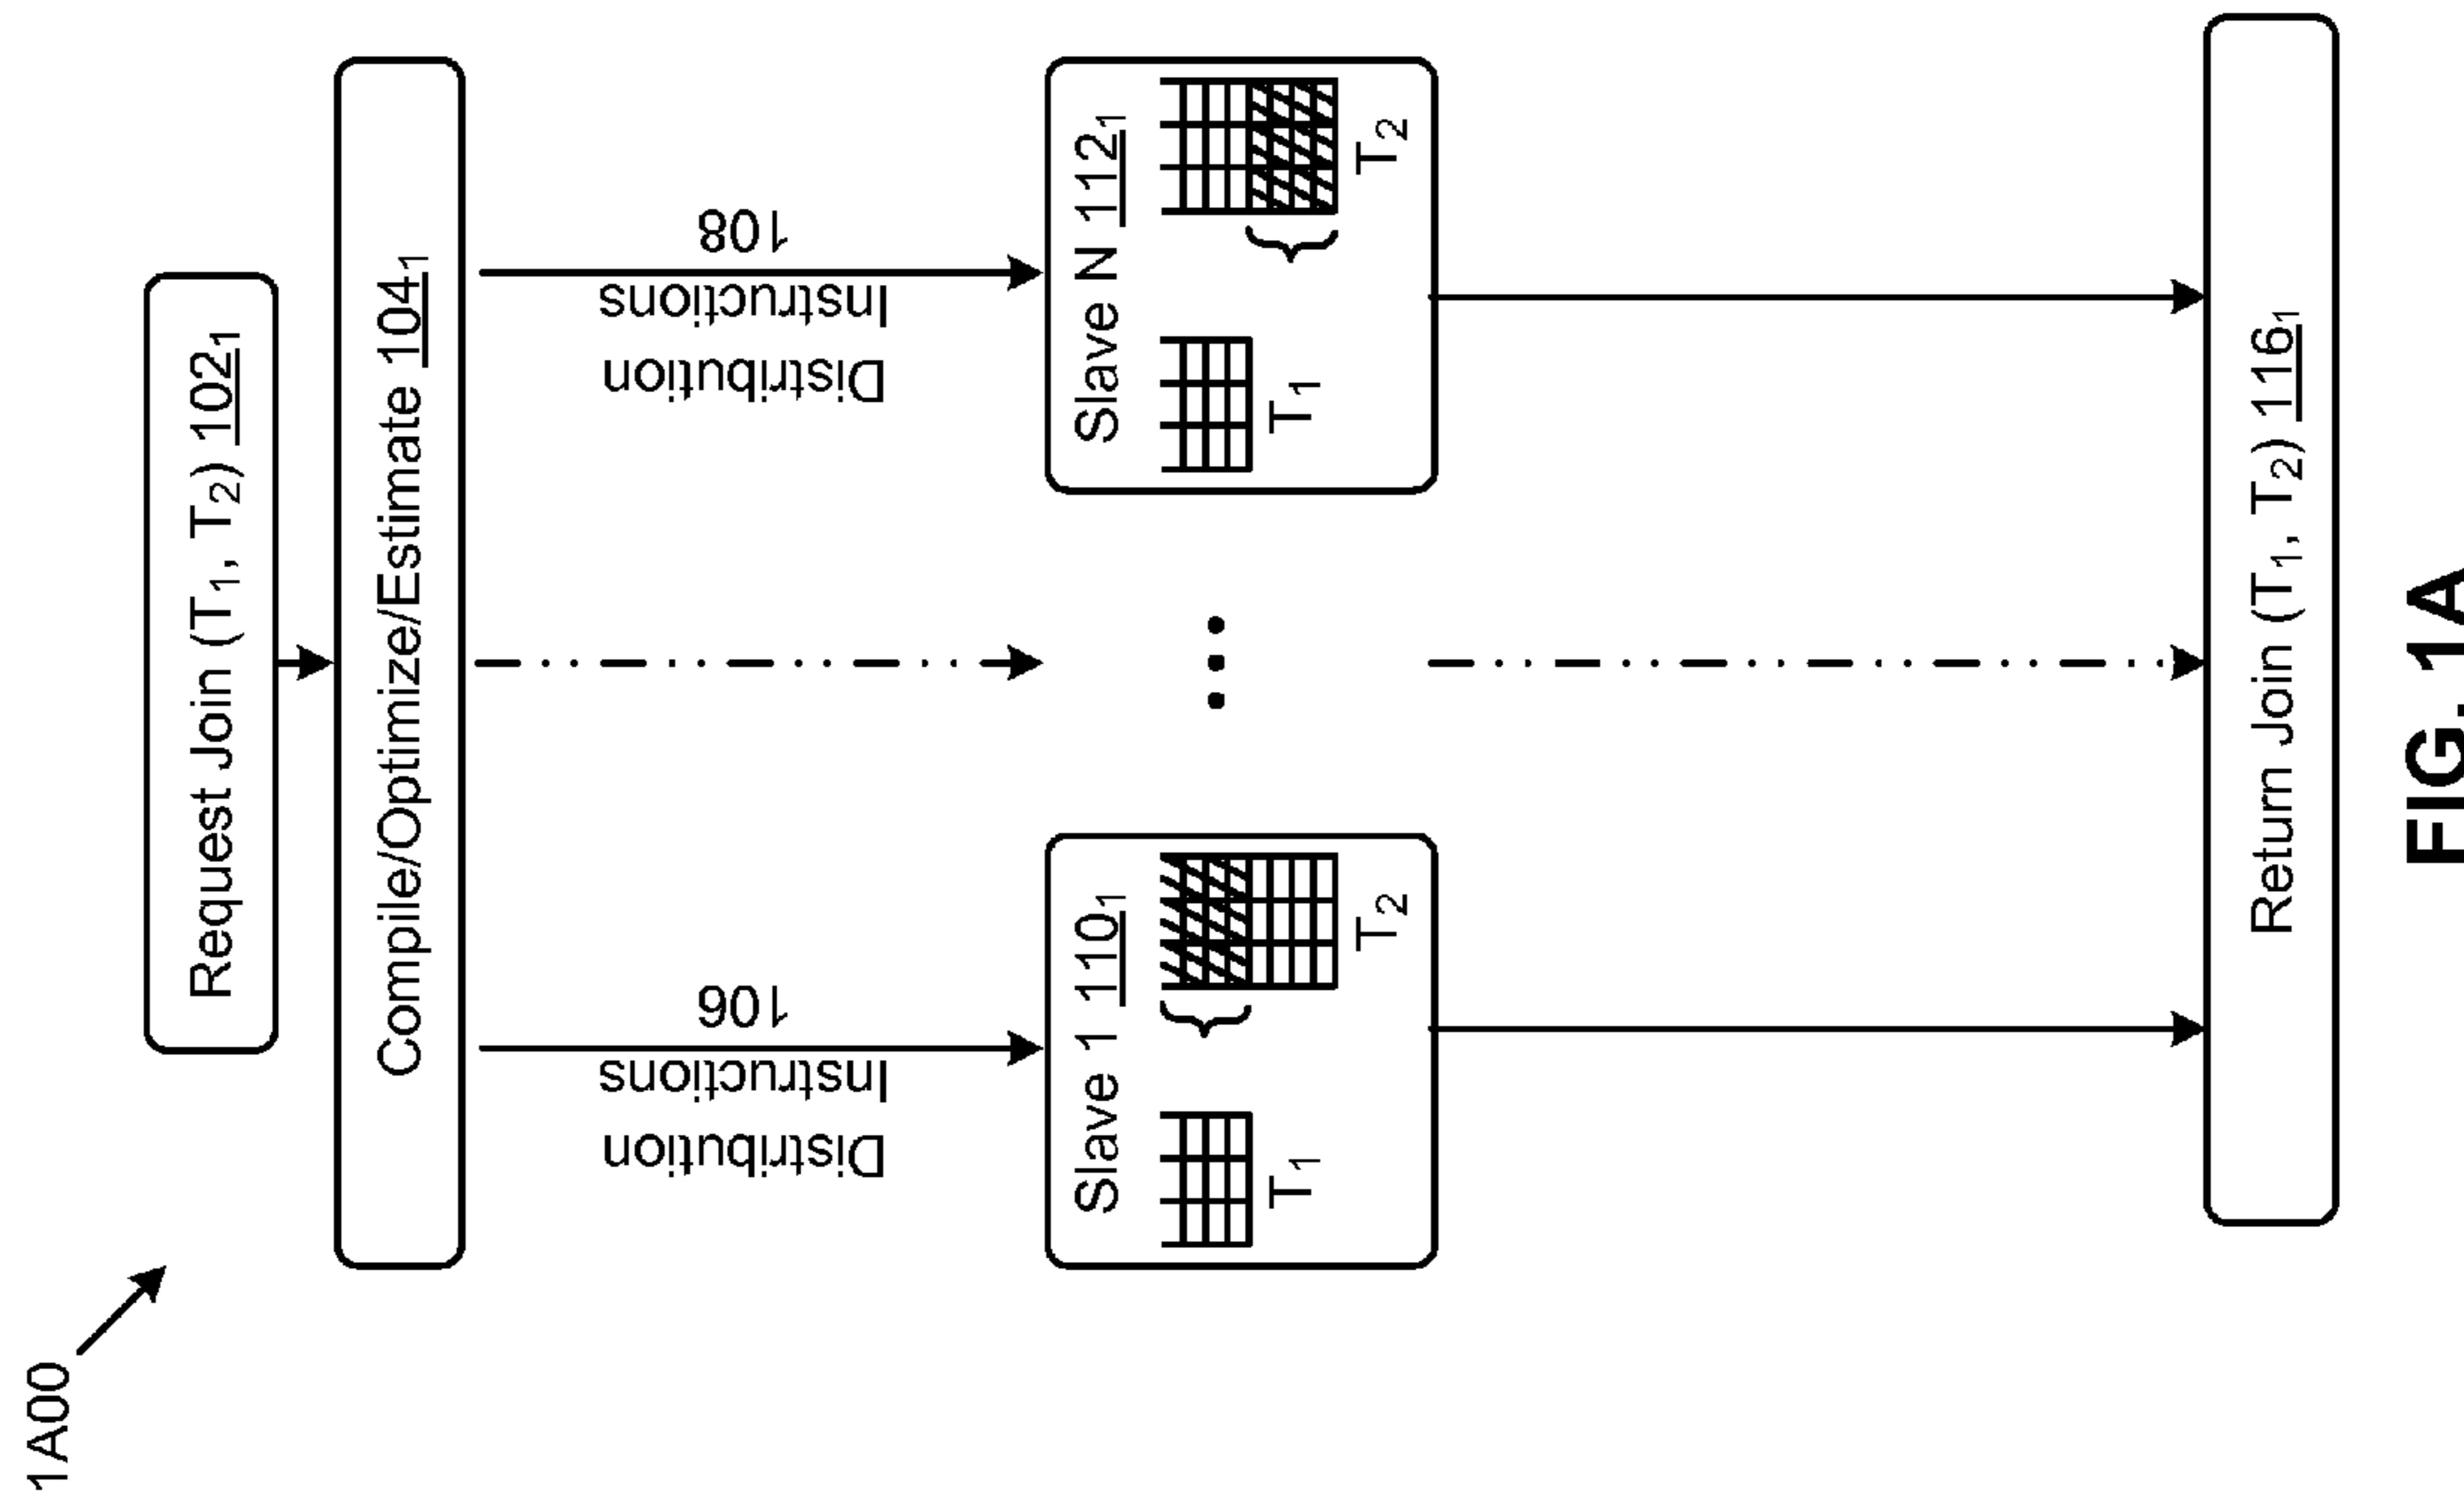 1A00
Request Join (T1, T2) 1021
Compile/Optimize/Estimate 1041
Distribution
Instructions
106
Distribution
Instructions
108
Slave 1 1101
T1
T2
Slave N 1121
T1
T2
Return Join (T1, T2) 1161
FIG. 1A